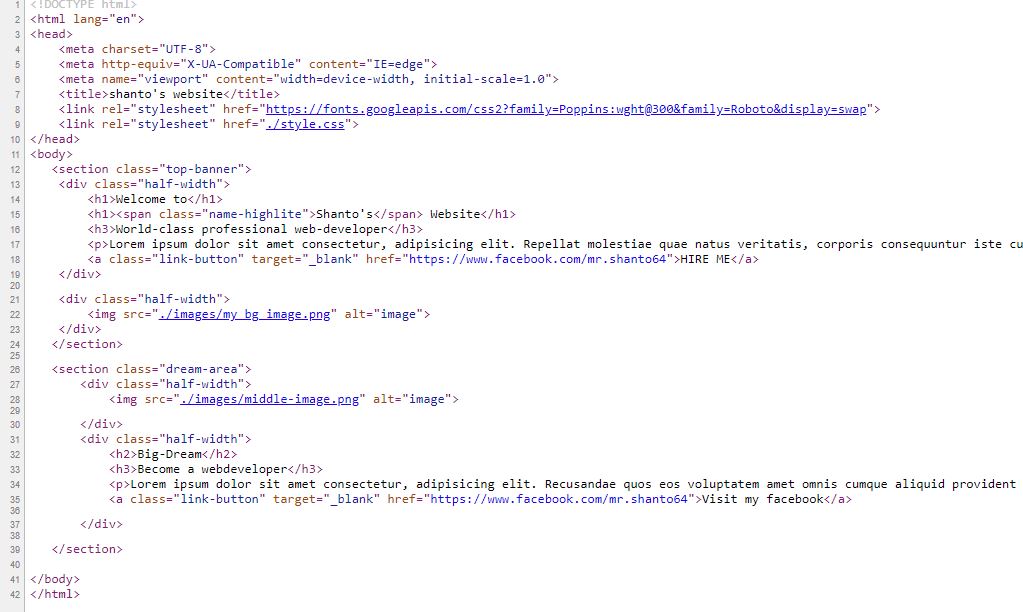 1 <!DOCTYPE html>
2 <html lang="en">
3 <head>
4 <meta charset="UTF-8">
5 <meta http-equiv="X-UA-Compatible" content="IE=edge">
6 <meta name="viewport" content="width=device-width, initial-scale=1.0">
7 <title>shanto's website</title>
8 <link rel="stylesheet" href="https://fonts.googleapis.com/css2?family=Poppins:wght@300&family=Roboto&display=swap">
9 <link rel="stylesheet" href="./style.css">
10 </head>
11 <body>
12 <section class="top-banner">
13 <div class="half-width">
14 <h1>Welcome to</h1>
15 <h1><span class="name-highlite">Shanto's</span> Website</h1>
16 <h3>World-class professional web-developer</h3>
17 <p>Lorem ipsum dolor sit amet consectetur, adipisicing elit. Repellat molestiae quae natus veritatis, corporis consequuntur iste cu
18 <a class="link-button" target="_blank" href="https://www.facebook.com/mr.shanto64">HIRE ME</a>
19 </div>
20
21 <div class="half-width">
22 <img src="./images/my_bg_image.png" alt="image">
23 </div>
24 </section>
25
26 <section class="dream-area">
27 <div class="half-width">
28 <img src="./images/middle-image.png" alt="image">
29
30 </div>
31 <div class="half-width">
32 <h2>Big-Dream</h2>
33 <h3>Become a webdeveloper</h3>
34 <p>Lorem ipsum dolor sit amet consectetur, adipisicing elit. Recusandae quos eos voluptatem amet omnis cumque aliquid provident
35 <a class="link-button" target="_blank" href="https://www.facebook.com/mr.shanto64">Visit my facebook</a>
36
37 </div>
38
39 </section>
40
41 </body>
42 </html>